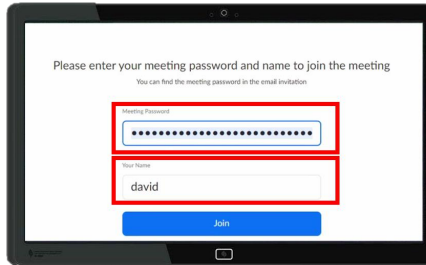 Please enter your meeting password and name to join the meeting
You can find the meeting password in the email invitation
Meeting Password
••••••••••••••••••••••••••••
Your Name
david
Join